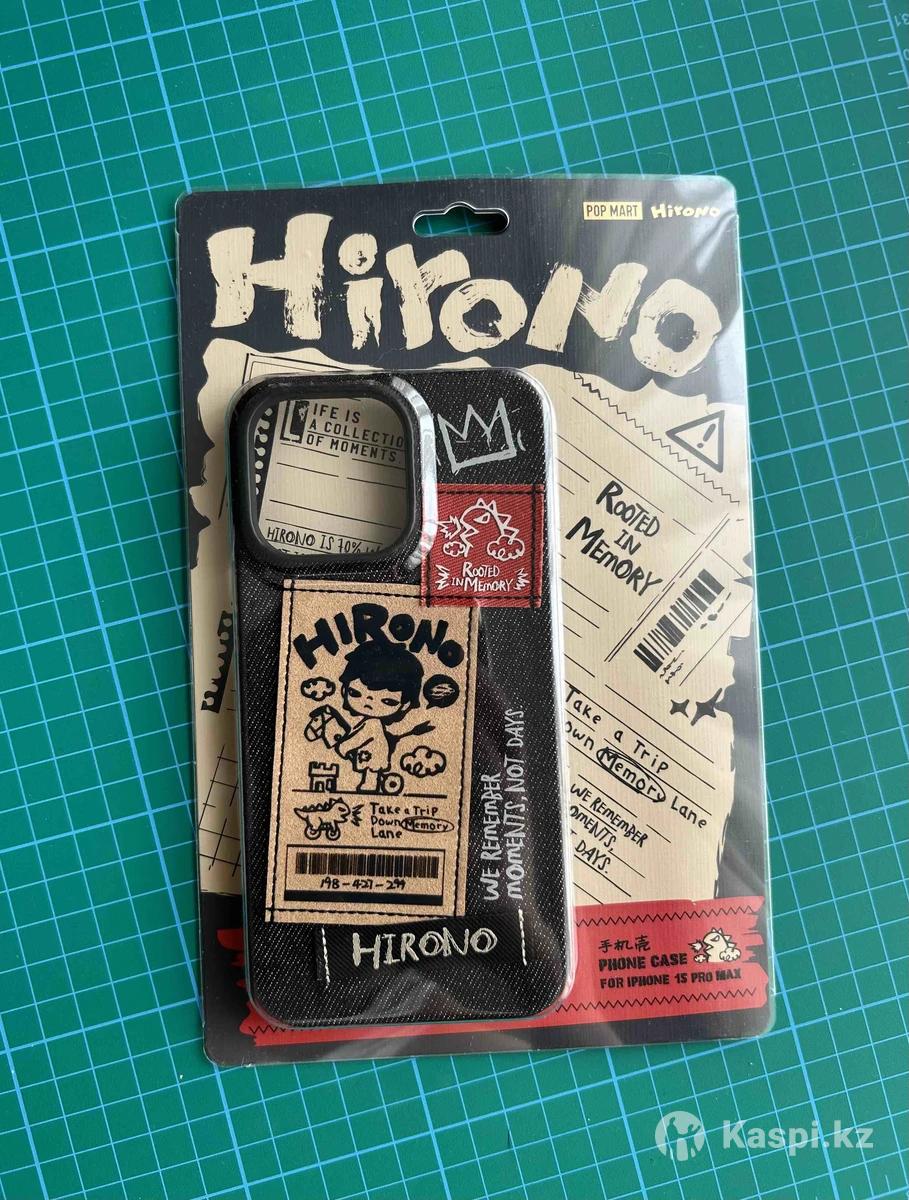 POP MART Hirono
Hirono
LIFE IS
A COLLECTIO
OF MOMENTS.
HIRONO IS 70%
ROOTED
IN MEMORY
ROOTED
IN
MEMORY
HIRONO
Take a Trip
Down Memory
Lane
198-427-299
WE REMEMBER
MOMENTS, NOT DAYS.
HIRONO
Take a Trip
Down Memory Lane
WE REMEMBER
MOMENTS,
DAYS.
手机壳
PHONE CASE
FOR IPHONE 15 PRO MAX
Kaspi.kz